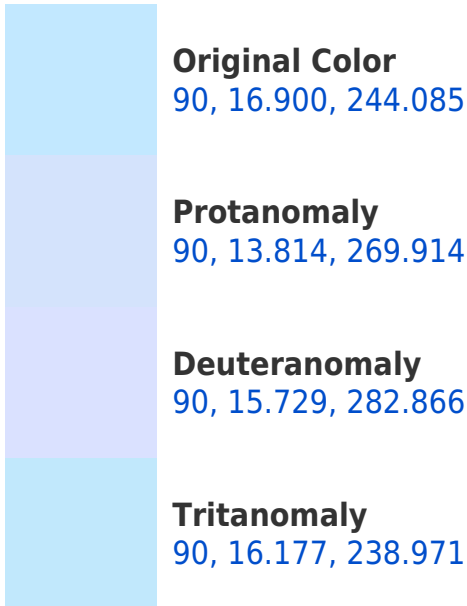 Original Color
90, 16.900, 244.085
Protanomaly
90, 13.814, 269.914
Deuteranomaly
90, 15.729, 282.866
Tritanomaly
90, 16.177, 238.971